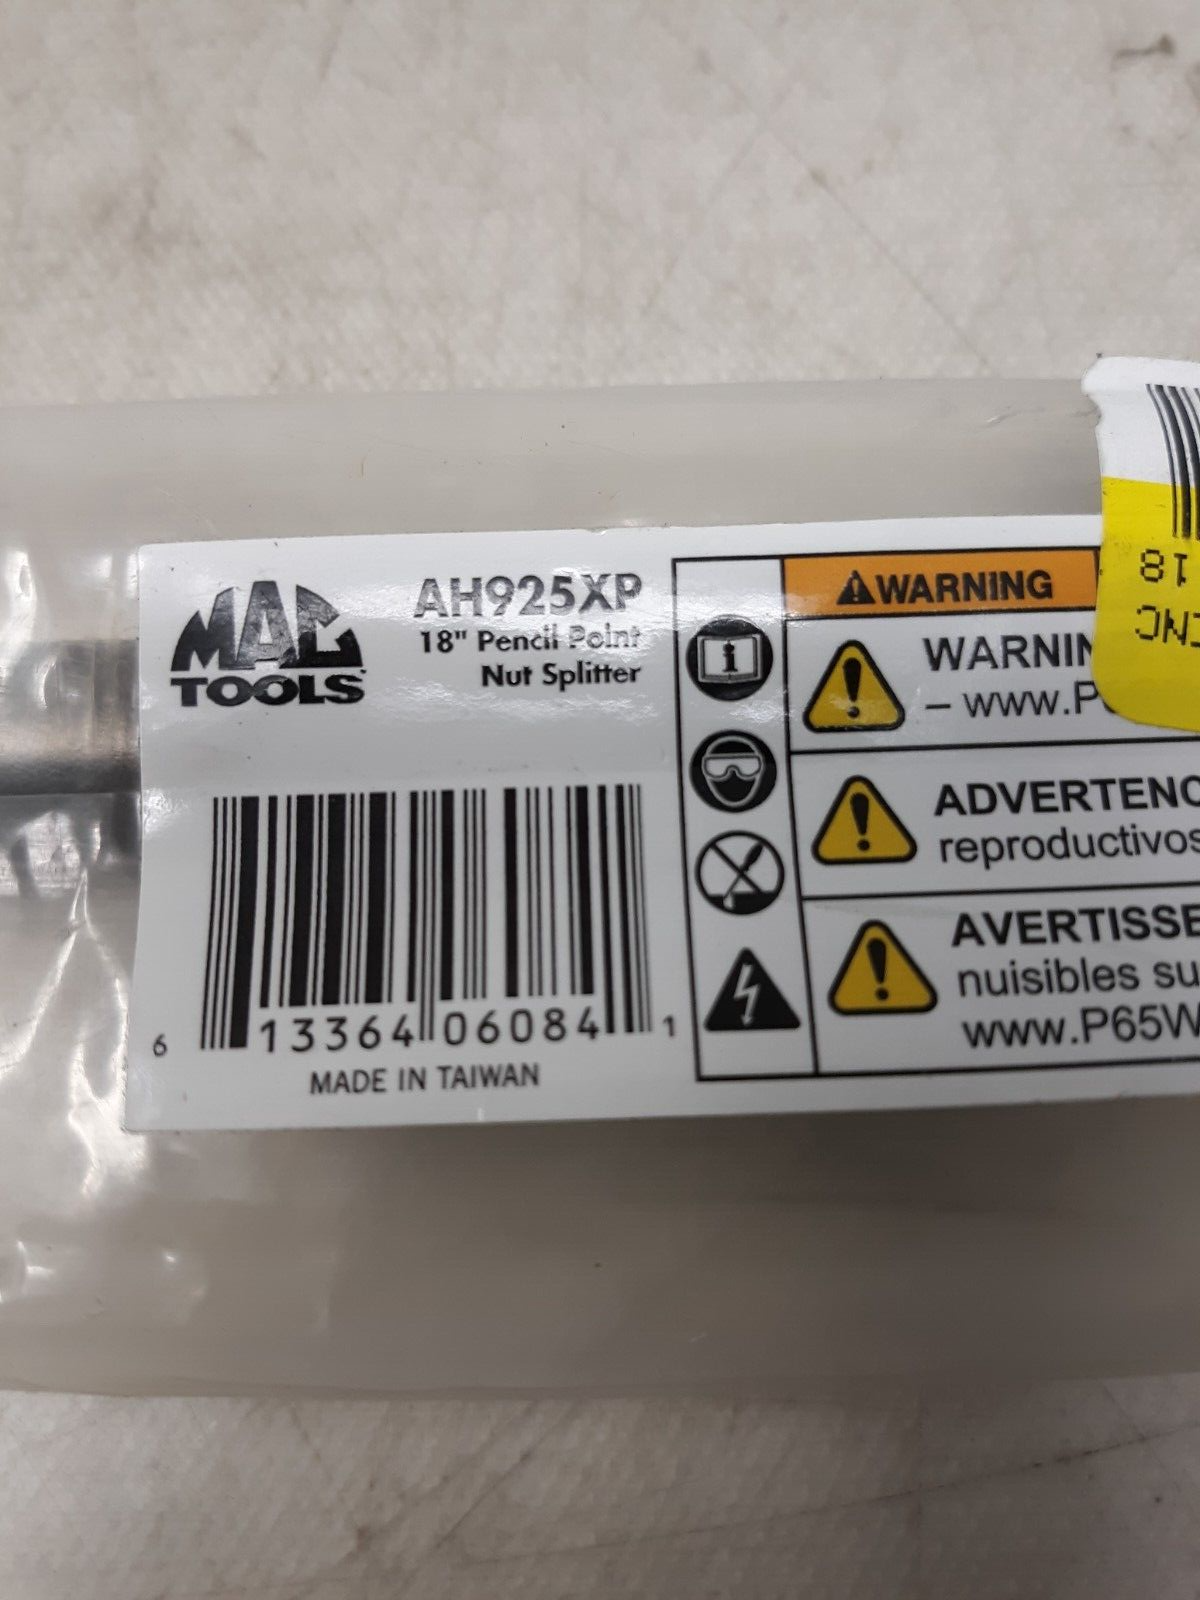 MAC
TOOLS
AH925XP
18" Pencil Point
Nut Splitter
6 13364 06084 1
MADE IN TAIWAN
WARNING
WARNIN
– www.P
ADVERTENC
reproductivos
AVERTISSE
nuisibles su
www.P65W
18